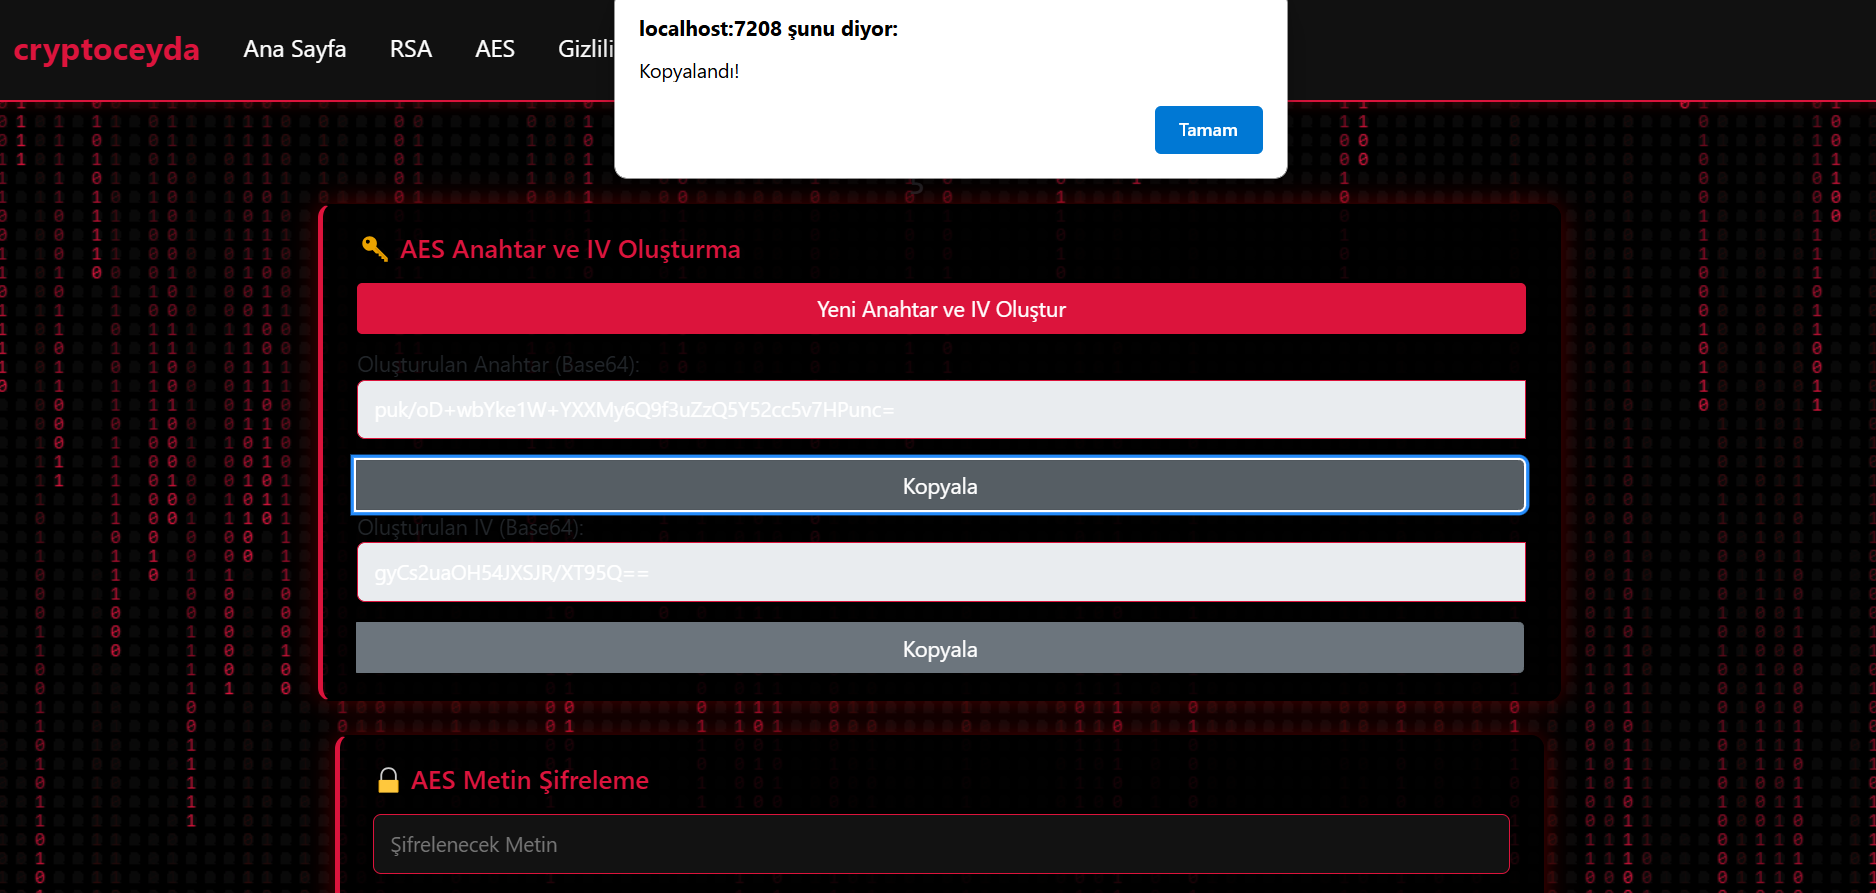 cryptoceyda Ana Sayfa RSA AES Gizlili
localhost:7208 şunu diyor:
Kopyalandı!
Tamam
AES Anahtar ve IV Oluşturma
Yeni Anahtar ve IV Oluştur
Oluşturulan Anahtar (Base64):
puk/oD+wbYke1W+YXXMy6Q9f3uZzQ5Y52cc5v7HPunc=
Kopyala
Oluşturulan IV (Base64):
gyCs2uaOH54JXSJR/XT95Q==
Kopyala
AES Metin Şifreleme
Şifrelenecek Metin